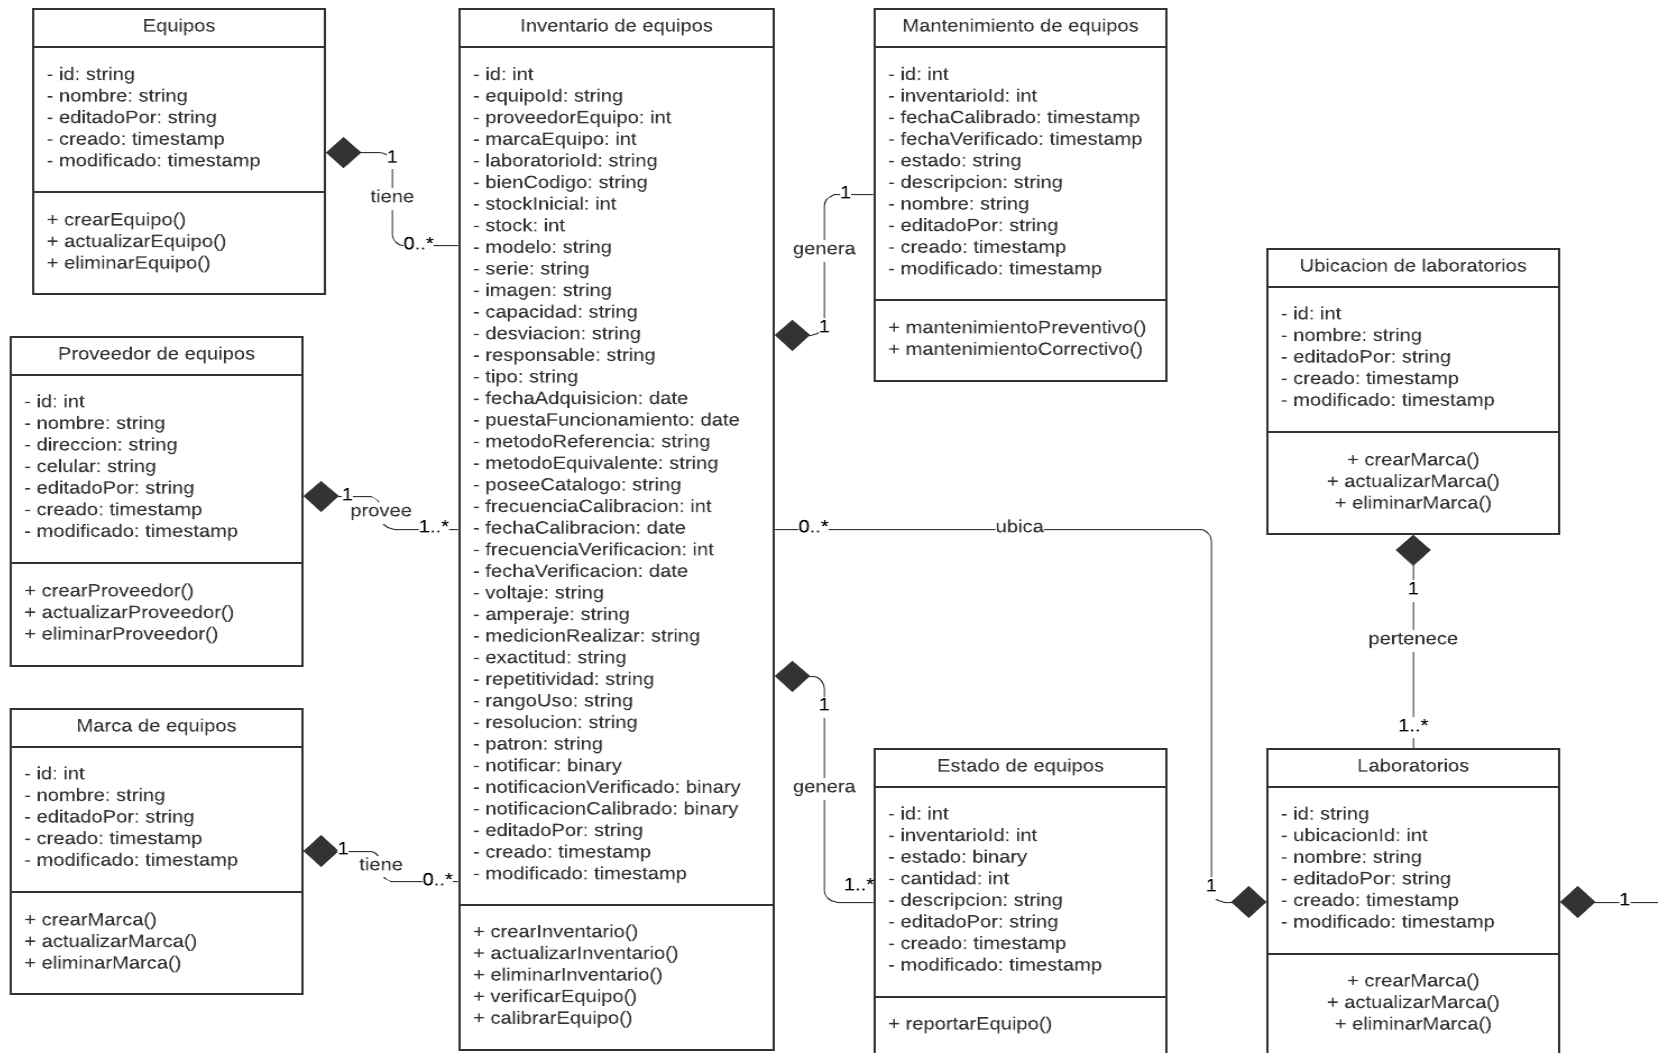 Equipos
- id: string
- nombre: string
- editadoPor: string
- creado: timestamp
- modificado: timestamp
+ crearEquipo()
+ actualizarEquipo()
+ eliminarEquipo()
1
tiene
0..*
Proveedor de equipos
- id: int
- nombre: string
- direccion: string
- celular: string
- editadoPor: string
- creado: timestamp
- modificado: timestamp
+ crearProveedor()
+ actualizarProveedor()
+ eliminarProveedor()
1
provee
1..*
Marca de equipos
- id: int
- nombre: string
- editadoPor: string
- creado: timestamp
- modificado: timestamp
+ crearMarca()
+ actualizarMarca()
+ eliminarMarca()
1
tiene
0..*
Inventario de equipos
- id: int
- equipoId: string
- proveedorEquipo: int
- marcaEquipo: int
- laboratorioId: string
- bienCodigo: string
- stockInicial: int
- stock: int
- modelo: string
- serie: string
- imagen: string
- capacidad: string
- desviacion: string
- responsable: string
- tipo: string
- fechaAdquisicion: date
- puestaFuncionamiento: date
- metodoReferencia: string
- metodoEquivalente: string
- poseeCatalogo: string
- frecuenciaCalibracion: int
- fechaCalibracion: date
- frecuenciaVerificacion: int
- fechaVerificacion: date
- voltaje: string
- amperaje: string
- medicionRealizar: string
- exactitud: string
- repetitividad: string
- rangoUso: string
- resolucion: string
- patron: string
- notificar: binary
- notificacionVerificado: binary
- notificacionCalibrado: binary
- editadoPor: string
- creado: timestamp
- modificado: timestamp
+ crearInventario()
+ actualizarInventario()
+ eliminarInventario()
+ verificarEquipo()
+ calibrarEquipo()
1
genera
1
Mantenimiento de equipos
- id: int
- inventarioId: int
- fechaCalibrado: timestamp
- fechaVerificado: timestamp
- estado: string
- descripcion: string
- nombre: string
- editadoPor: string
- creado: timestamp
- modificado: timestamp
+ mantenimientoPreventivo()
+ mantenimientoCorrectivo()
0..*
ubica
1
1
genera
1..*
Estado de equipos
- id: int
- inventarioId: int
- estado: binary
- cantidad: int
- descripcion: string
- editadoPor: string
- creado: timestamp
- modificado: timestamp
+ reportarEquipo()
Ubicacion de laboratorios
- id: int
- nombre: string
- editadoPor: string
- creado: timestamp
- modificado: timestamp
+ crearMarca()
+ actualizarMarca()
+ eliminarMarca()
1
pertenece
1..*
Laboratorios
- id: string
- ubicacionId: int
- nombre: string
- editadoPor: string
- creado: timestamp
- modificado: timestamp
+ crearMarca()
+ actualizarMarca()
+ eliminarMarca()
1